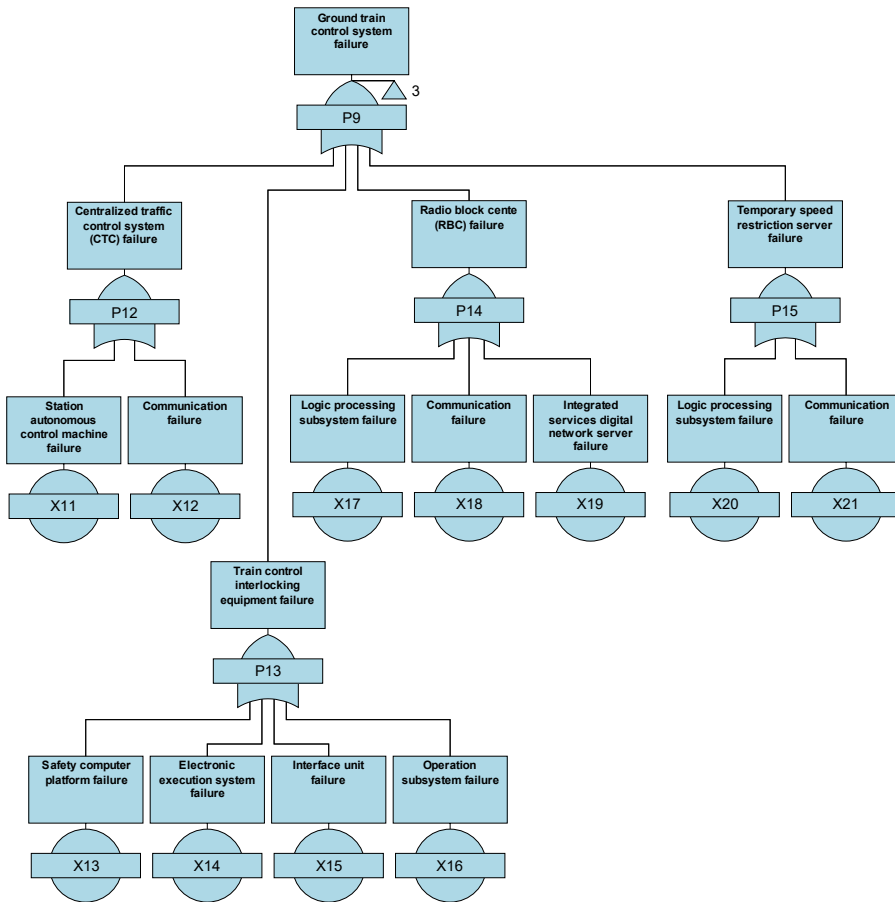 Ground train
control system
failure
3
P9
Centralized traffic
control system
(CTC) failure
Radio block cente
(RBC) failure
Temporary speed
restriction server
failure
P12
P14
P15
Station
autonomous
control machine
failure
Communication
failure
Logic processing
subsystem failure
Communication
failure
Integrated
services digital
network server
failure
Logic processing
subsystem failure
Communication
failure
X11
X12
X17
X18
X19
X20
X21
Train control
interlocking
equipment failure
P13
Safety computer
platform failure
Electronic
execution system
failure
Interface unit
failure
Operation
subsystem failure
X13
X14
X15
X16